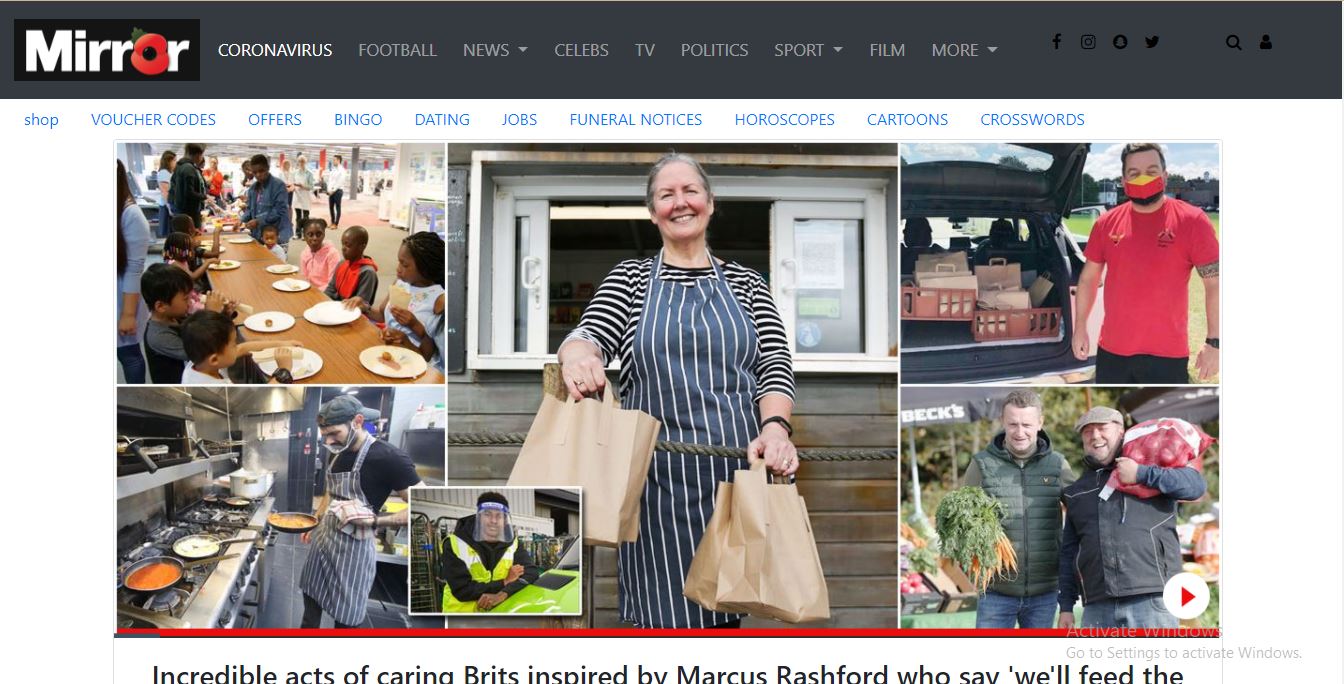 Mirror CORONAVIRUS FOOTBALL NEWS CELEBS TV POLITICS SPORT FILM MORE
shop VOUCHER CODES OFFERS BINGO DATING JOBS FUNERAL NOTICES HOROSCOPES CARTOONS CROSSWORDS
BECK'S
Activate Windows
Go to Settings to activate Windows.
Incredible acts of caring Brits inspired by Marcus Rashford who say 'we'll feed the